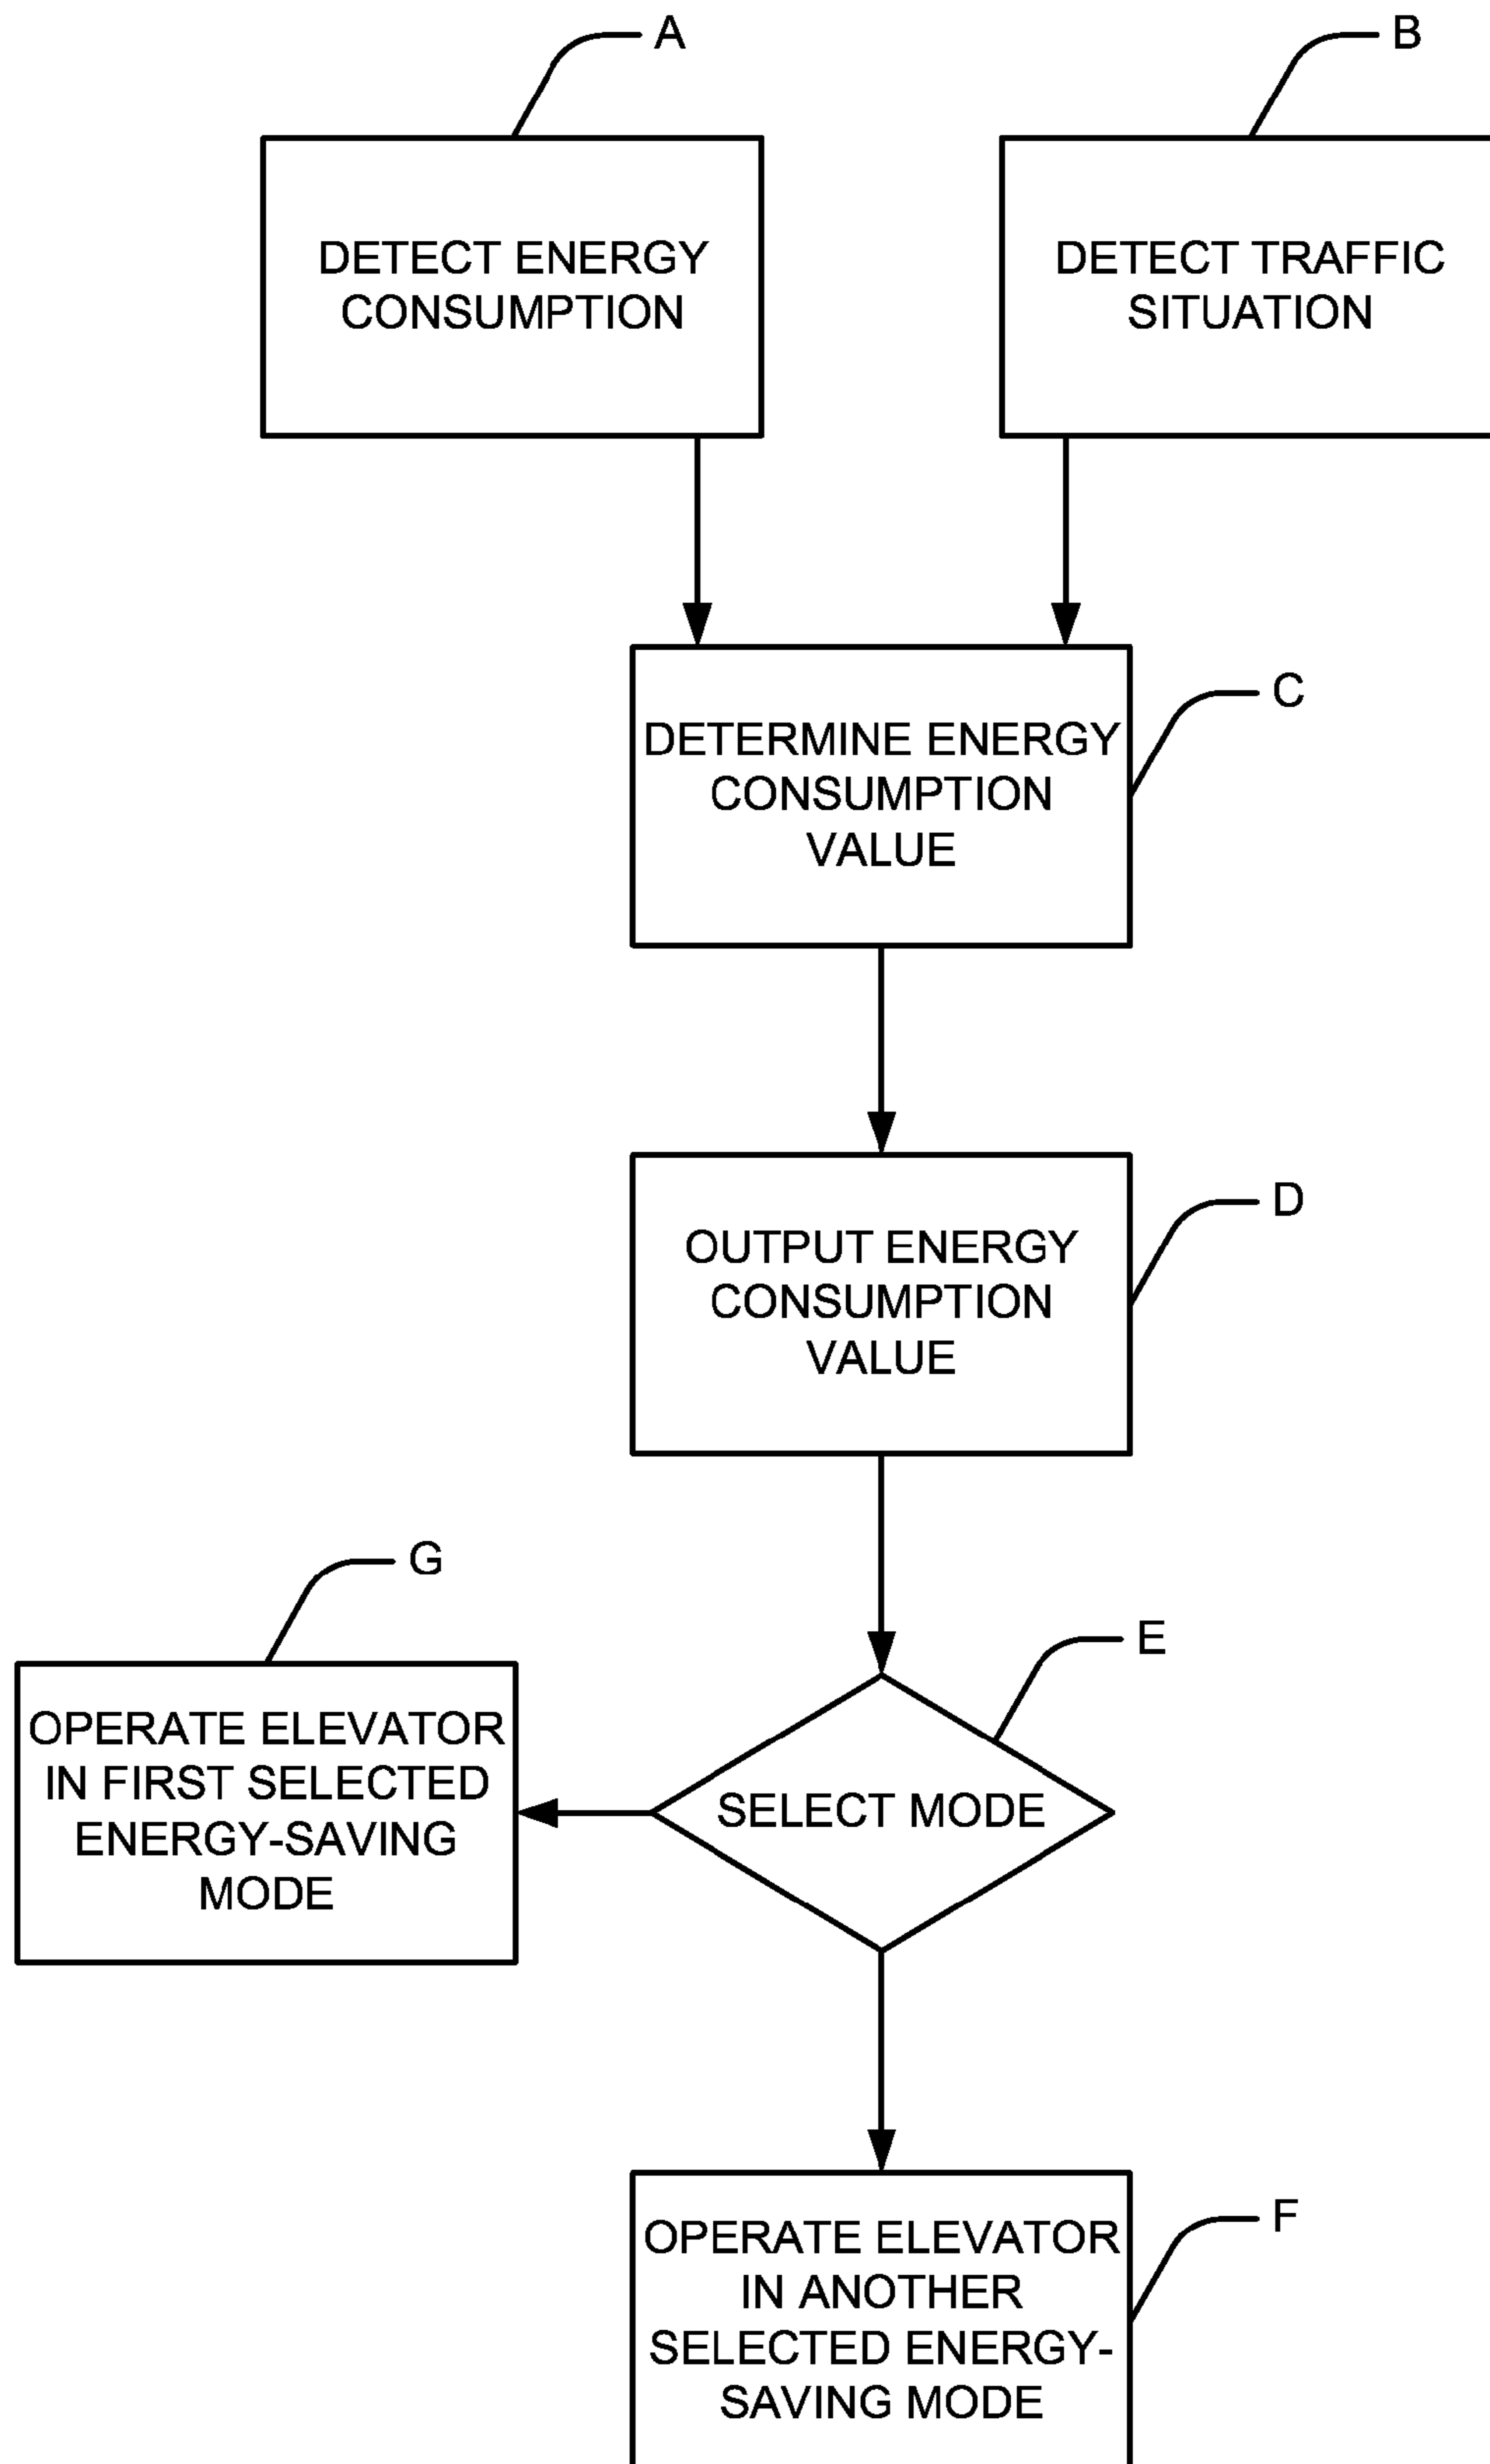 A
B
DETECT ENERGY
CONSUMPTION
DETECT TRAFFIC
SITUATION
C
DETERMINE ENERGY
CONSUMPTION
VALUE
D
OUTPUT ENERGY
CONSUMPTION
VALUE
G
E
OPERATE ELEVATOR
IN FIRST SELECTED
ENERGY-SAVING
MODE
SELECT MODE
F
OPERATE ELEVATOR
IN ANOTHER
SELECTED ENERGY-
SAVING MODE